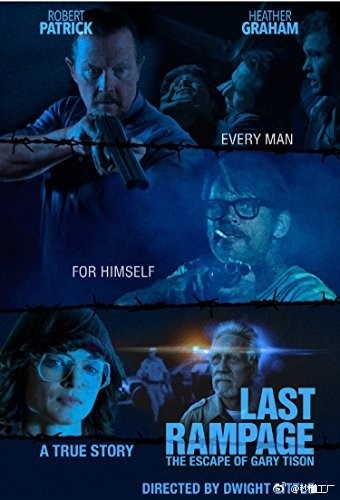 ROBERT
PATRICK
HEATHER
GRAHAM
EVERY MAN
FOR HIMSELF
A TRUE STORY
LAST
RAMPAGE
THE ESCAPE OF GARY TISON
DIRECTED BY DWIGHT